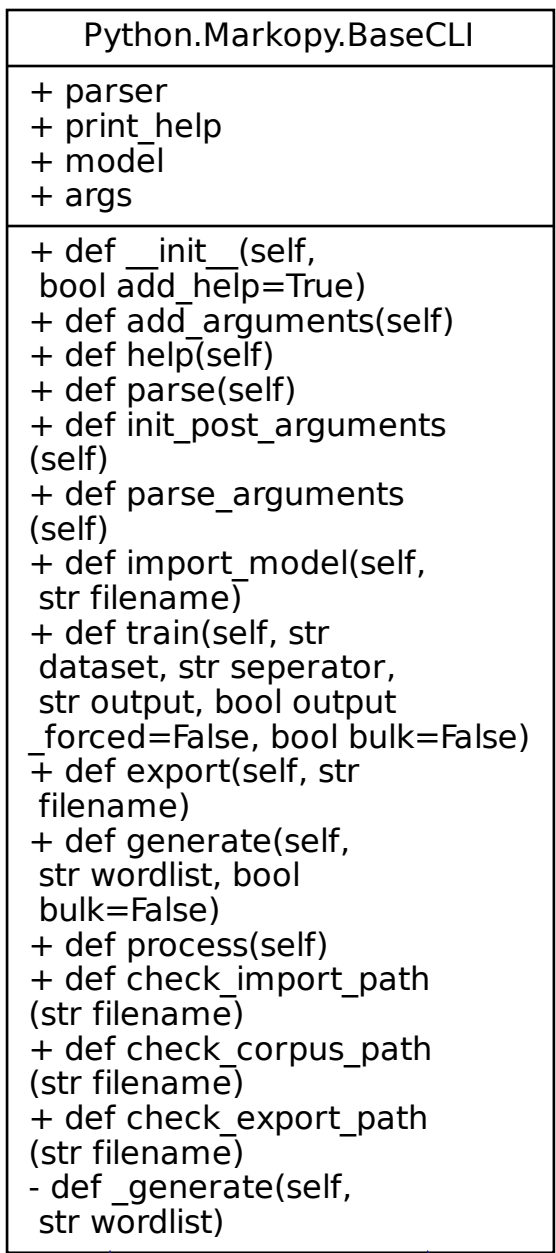 Python.Markopy.BaseCLI
+ parser
+ print_help
+ model
+ args
+ def __init__(self,
bool add_help=True)
+ def add_arguments(self)
+ def help(self)
+ def parse(self)
+ def init_post_arguments
(self)
+ def parse_arguments
(self)
+ def import_model(self,
str filename)
+ def train(self, str
dataset, str seperator,
str output, bool output
_forced=False, bool bulk=False)
+ def export(self, str
filename)
+ def generate(self,
str wordlist, bool
bulk=False)
+ def process(self)
+ def check_import_path
(str filename)
+ def check_corpus_path
(str filename)
+ def check_export_path
(str filename)
- def _generate(self,
str wordlist)